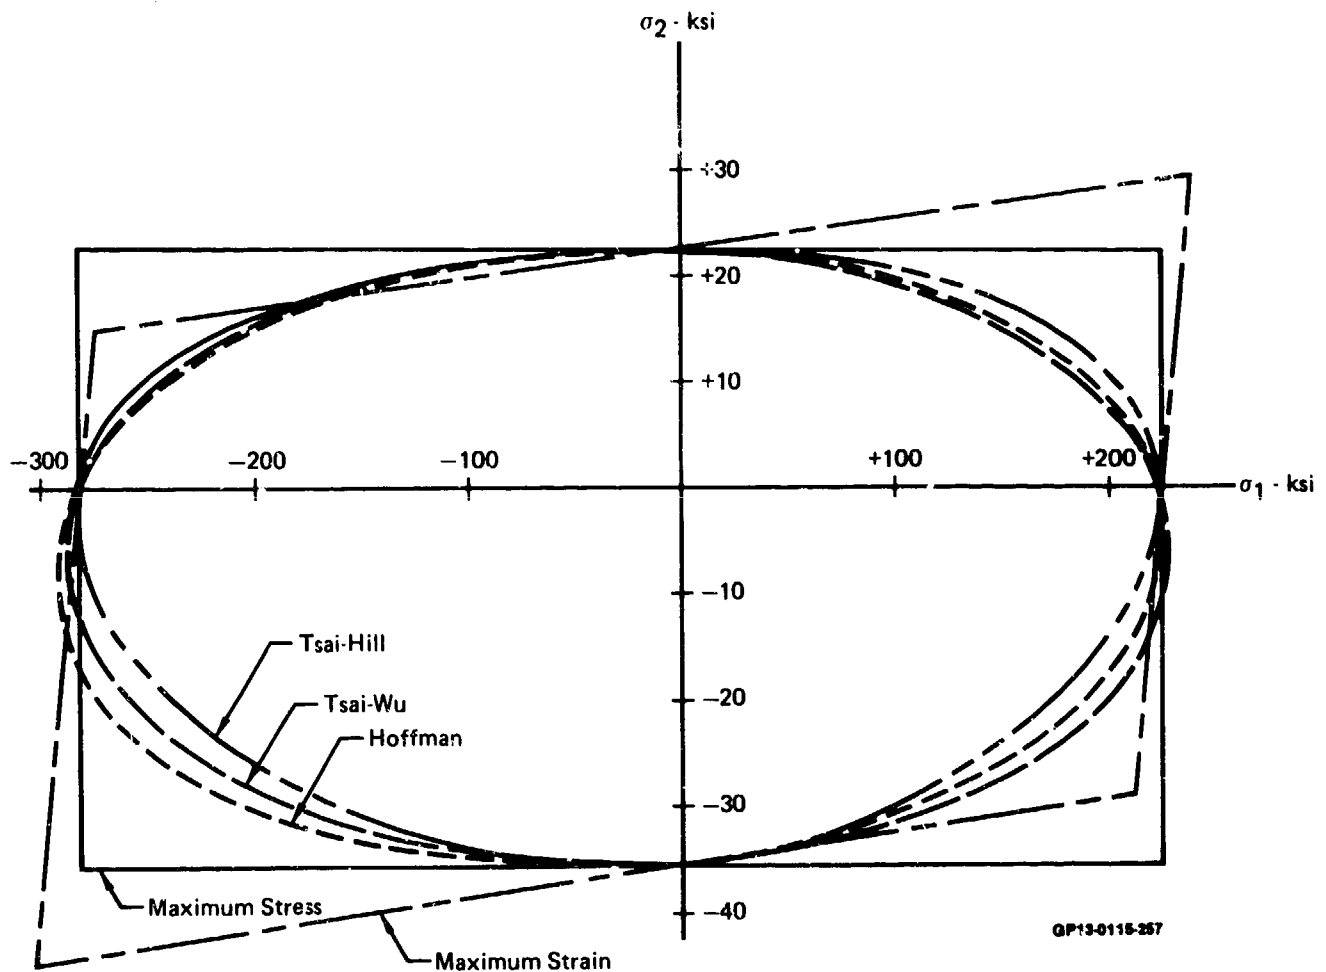 σ2 - ksi
+30
+20
+10
−300
−200
−100
+100
+200
σ1 - ksi
−10
Tsai-Hill
−20
Tsai-Wu
Hoffman
−30
Maximum Stress
−40
GP13-0115-257
Maximum Strain